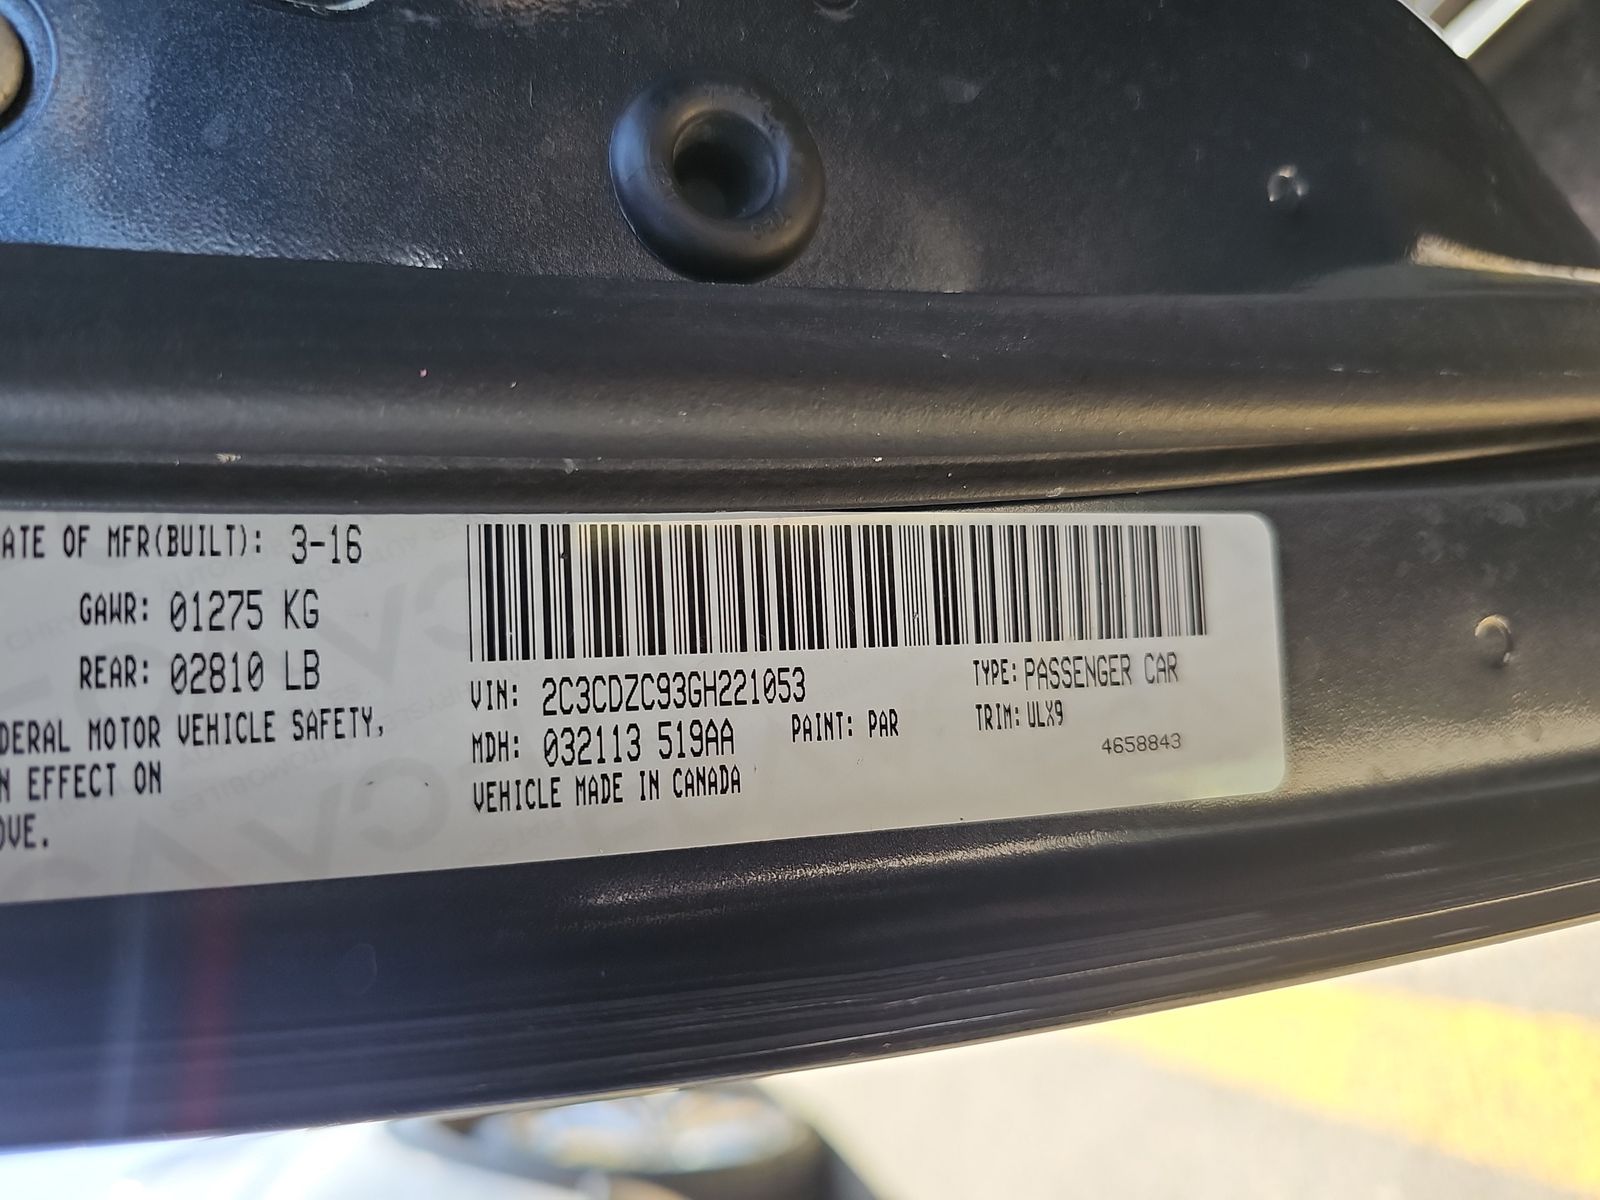 ATE OF MFR(BUILT): 3-16
GAWR: 01275 KG
REAR: 02810 LB
DERAL MOTOR VEHICLE SAFETY,
N EFFECT ON
OVE.
VIN: 2C3CDZC93GH221053
TYPE: PASSENGER CAR
MDH: 032113 519AA
PAINT: PAR
TRIM: ULX9
VEHICLE MADE IN CANADA
4658843